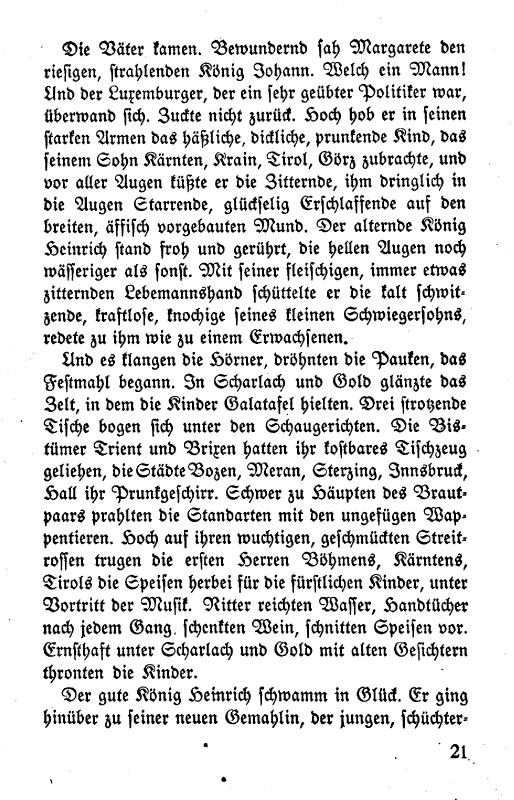 Die Väter kamen. Bewundernd sah Margarete den
riesigen, strahlenden König Johann. Welch ein Mann!
Und der Luxemburger, der ein sehr geübter Politiker war,
überwand sich. Zuckte nicht zurück. Hoch hob er in seinen
starken Armen das häßliche, dickliche, prunkende Kind, das
seinem Sohn Kärnten, Krain, Tirol, Görz zubrachte, und
vor aller Augen küßte er die Zitternde, ihm dringlich in
die Augen Starrende, glückselig Erschlaffende auf den
breiten, äffisch vorgebauten Mund. Der alternde König
Heinrich stand froh und gerührt, die hellen Augen noch
wässeriger als sonst. Mit seiner fleischigen, immer etwas
zitternden Lebemannshand schüttelte er die kalt schwit-
zende, kraftlose, knochige seines kleinen Schwiegersohns,
redete zu ihm wie zu einem Erwachsenen.
Und es klangen die Hörner, dröhnten die Pauken, das
Festmahl begann. In Scharlach und Gold glänzte das
Zelt, in dem die Kinder Galatafel hielten. Drei strotzende
Tische bogen sich unter den Schaugerichten. Die Bis-
tümer Trient und Brixen hatten ihr kostbares Tischzeug
geliehen, die Städte Bozen, Meran, Sterzing, Innsbruck,
Hall ihr Prunkgeschirr. Schwer zu Häupten des Braut-
paars prahlten die Standarten mit den ungefügen Wap-
pentieren. Hoch auf ihren wuchtigen, geschmückten Streit-
rossen trugen die ersten Herren Böhmens, Kärntens,
Tirols die Speisen herbei für die fürstlichen Kinder, unter
Vortritt der Musik. Ritter reichten Wasser, Handtücher
nach jedem Gang, schenkten Wein, schnitten Speisen vor.
Ernsthaft unter Scharlach und Gold mit alten Gesichtern
thronten die Kinder.
Der gute König Heinrich schwamm in Glück. Er ging
hinüber zu seiner neuen Gemahlin, der jungen, schüchter-
21